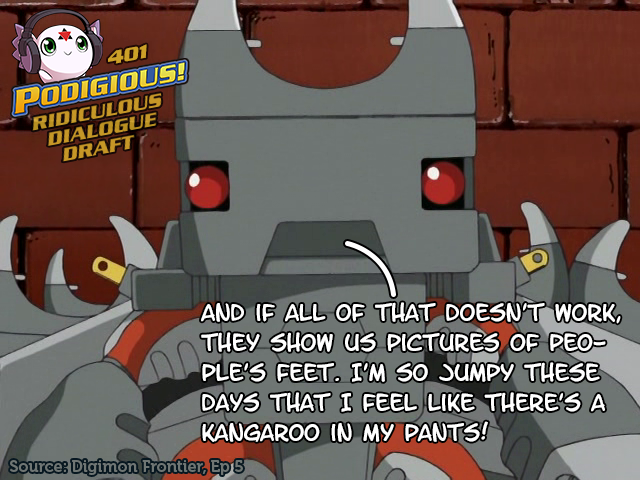 401
PODIGIOUS!
RIDICULOUS
DIALOGUE
DRAFT
AND IF ALL OF THAT DOESN'T WORK,
THEY SHOW US PICTURES OF PEO-
PLE'S FEET. I'M SO JUMPY THESE
DAYS THAT I FEEL LIKE THERE'S A
KANGAROO IN MY PANTS!
Source: Digimon Frontier, Ep 5